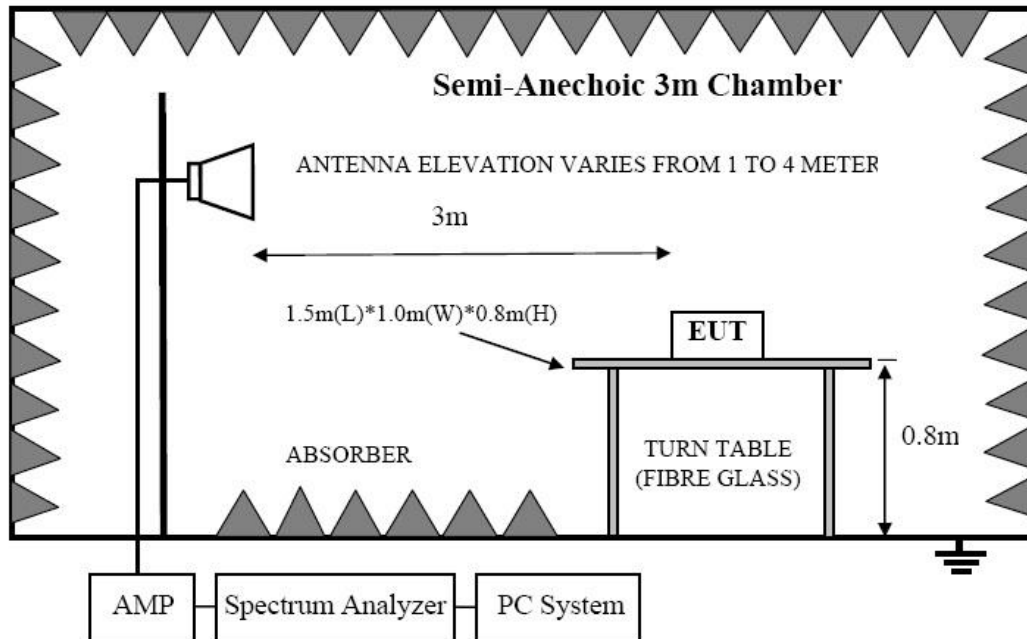 Semi-Anechoic 3m Chamber
ANTENNA ELEVATION VARIES FROM 1 TO 4 METER
3m
1.5m(L)*1.0m(W)*0.8m(H)
EUT
0.8m
ABSORBER
TURN TABLE
(FIBRE GLASS)
AMP
Spectrum Analyzer
PC System